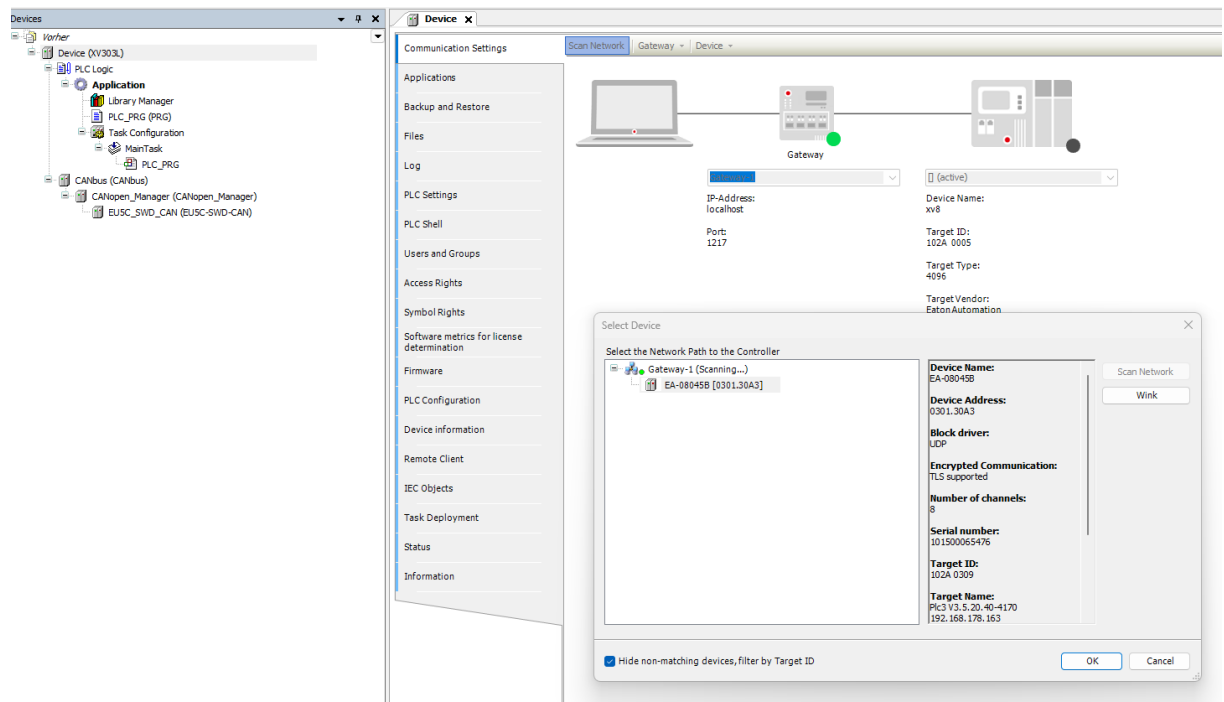 Devices
Vorher
Device (XV303L)
PLC Logic
Application
Library Manager
PLC_PRG (PRG)
Task Configuration
MainTask
PLC_PRG
CANbus (CANbus)
CANopen_Manager (CANopen_Manager)
EU5C_SWD_CAN (EU5C-SWD-CAN)
Device
Communication Settings
Applications
Backup and Restore
Files
Log
PLC Settings
PLC Shell
Users and Groups
Access Rights
Symbol Rights
Software metrics for license
determination
Firmware
PLC Configuration
Device information
Remote Client
IEC Objects
Task Deployment
Status
Information
Scan Network
Gateway
Device
Gateway
Gateway-1
IP-Address:
localhost
Port:
1217
[] (active)
Device Name:
xv8
Target ID:
102A 0005
Target Type:
4096
Target Vendor:
Eaton Automation
Select Device
Select the Network Path to the Controller
Gateway-1 (Scanning...)
EA-08045B [0301.30A3]
Device Name:
EA-08045B
Device Address:
0301.30A3
Block driver:
UDP
Encrypted Communication:
TLS supported
Number of channels:
8
Serial number:
101500065476
Target ID:
102A 0309
Target Name:
Plc3 V3.5.20.40-4170
192.168.178.163
Scan Network
Wink
Hide non-matching devices, filter by Target ID
OK
Cancel